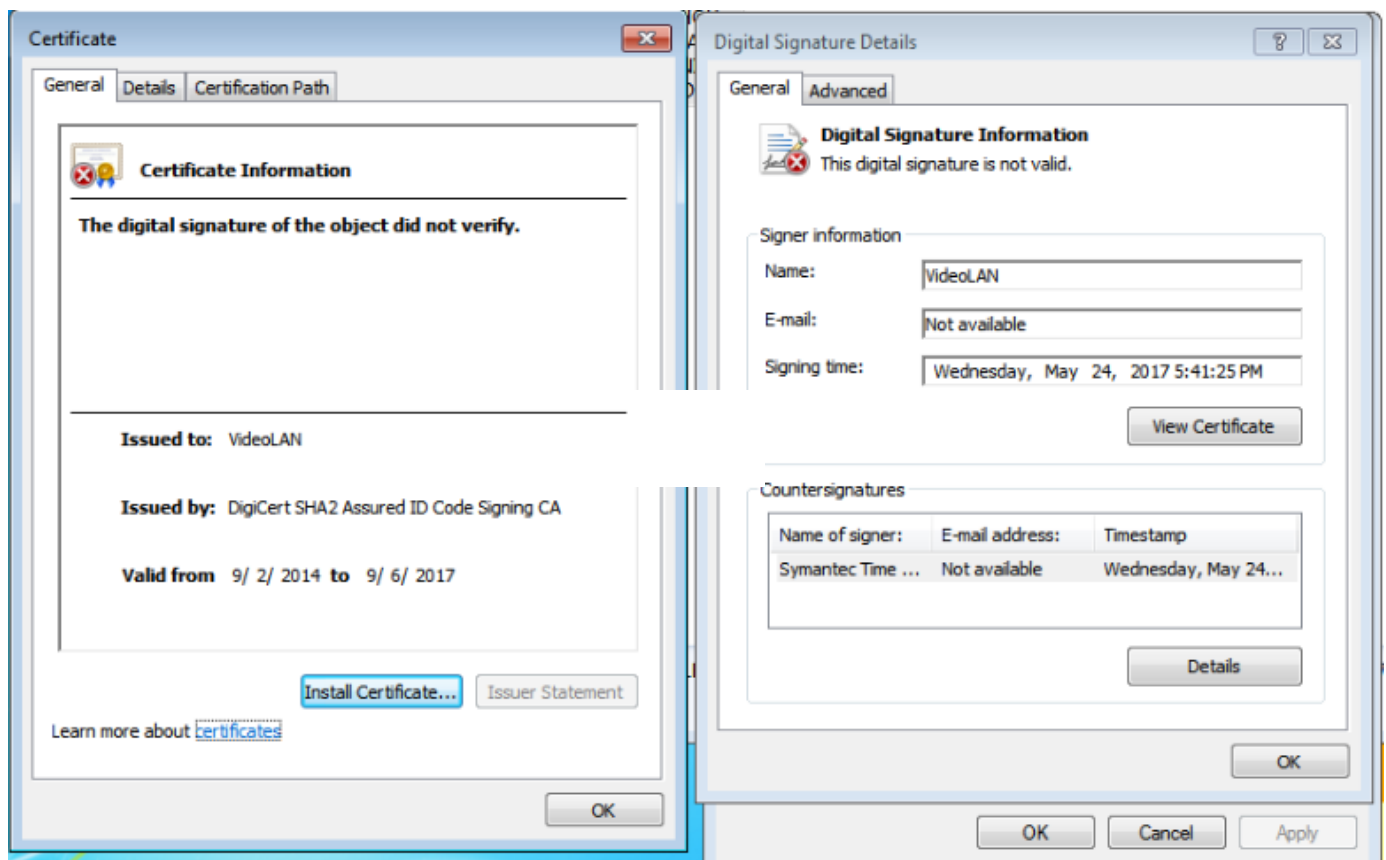 Certificate
General Details Certification Path
Certificate Information
The digital signature of the object did not verify.
Issued to: VideoLAN
Issued by: DigiCert SHA2 Assured ID Code Signing CA
Valid from 9/ 2/ 2014 to 9/ 6/ 2017
Install Certificate... Issuer Statement
Learn more about certificates
OK
Digital Signature Details
General Advanced
Digital Signature Information
This digital signature is not valid.
Signer information
Name: VideoLAN
E-mail: Not available
Signing time: Wednesday, May 24, 2017 5:41:25 PM
View Certificate
Countersignatures
Name of signer: E-mail address: Timestamp
Symantec Time ... Not available Wednesday, May 24...
Details
OK
OK Cancel Apply